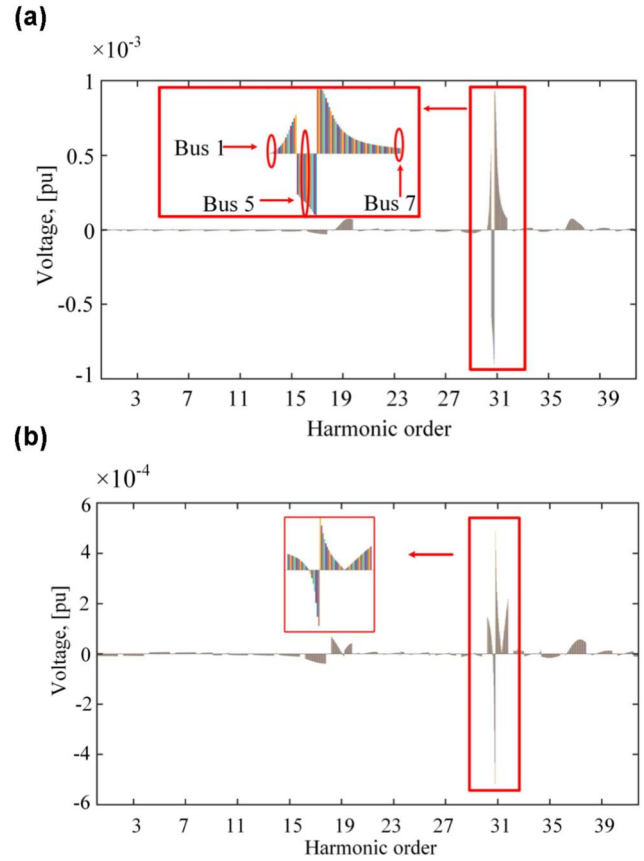 (a)
×10-3
1
0.5
0
-0.5
-1
Voltage, [pu]
Bus 1
Bus 5
Bus 7
3 7 11 15 19 23 27 31 35 39
Harmonic order
(b)
×10-4
6
4
2
0
-2
-4
-6
Voltage, [pu]
3 7 11 15 19 23 27 31 35 39
Harmonic order